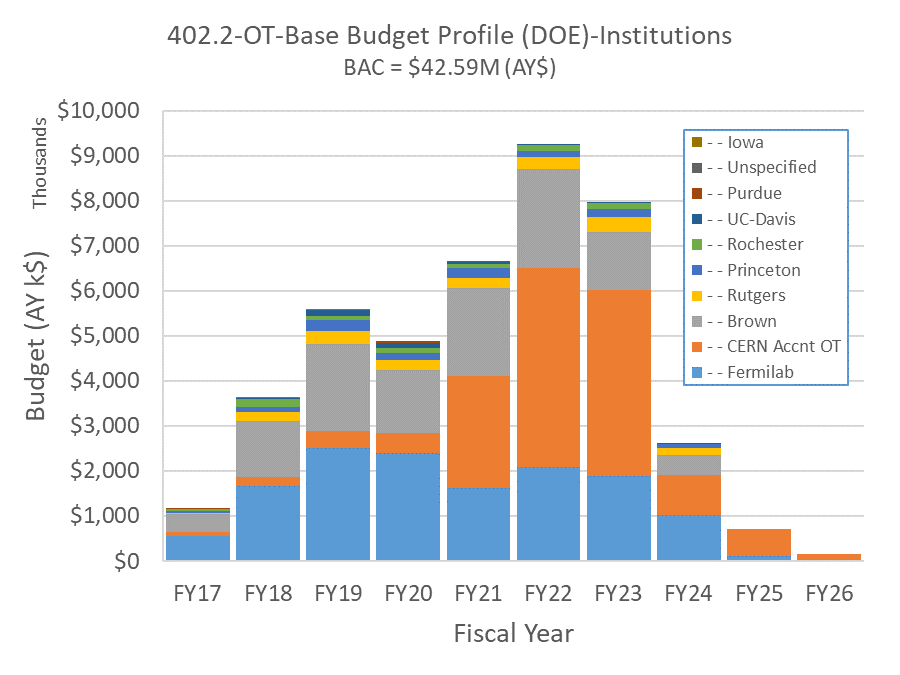 402.2-OT-Base Budget Profile (DOE)-Institutions
BAC = $42.59M (AY$)
Budget (AY k$)
Thousands
$10,000
$9,000
$8,000
$7,000
$6,000
$5,000
$4,000
$3,000
$2,000
$1,000
$0
- - Iowa
- - Unspecified
- - Purdue
- - UC-Davis
- - Rochester
- - Princeton
- - Rutgers
- - Brown
- - CERN Accnt OT
- - Fermilab
FY17 FY18 FY19 FY20 FY21 FY22 FY23 FY24 FY25 FY26
Fiscal Year